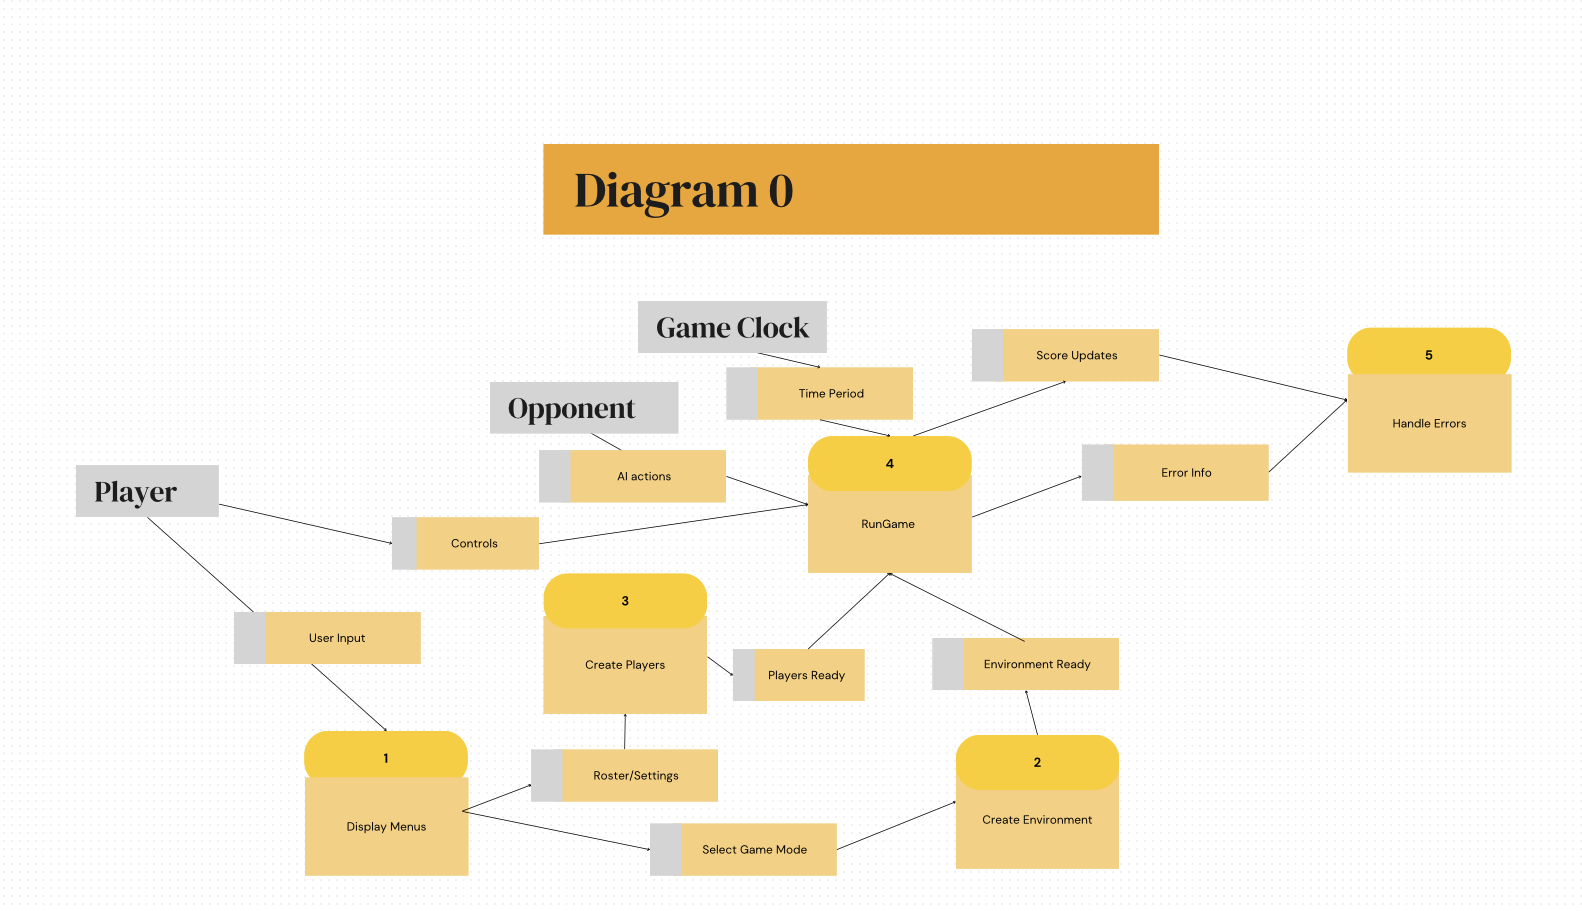 Diagram 0
Game Clock
Score Updates
5
Time Period
Opponent
Handle Errors
4
AI actions
Error Info
Player
RunGame
Controls
3
User Input
Create Players
Players Ready
Environment Ready
1
2
Roster/Settings
Display Menus
Create Environment
Select Game Mode